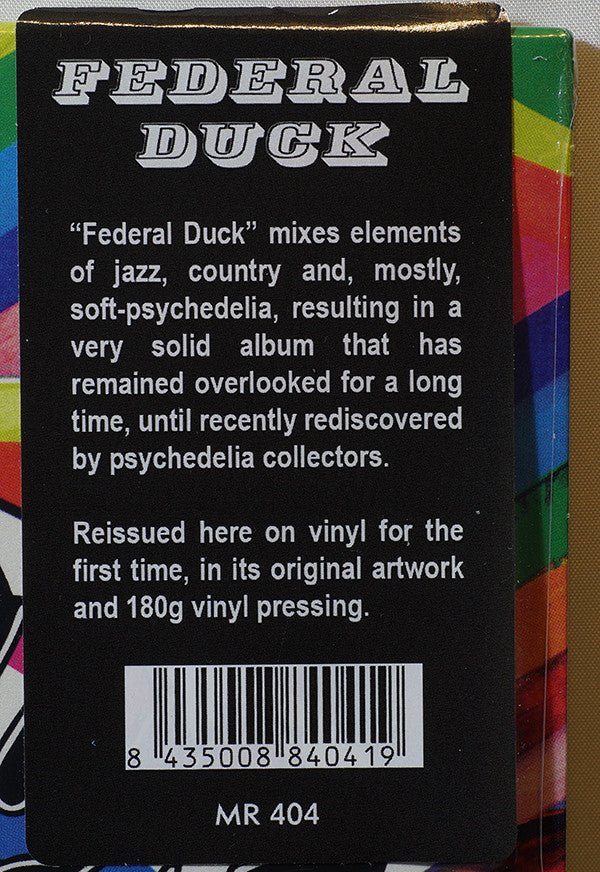 FEDERAL
DUCK
“Federal Duck” mixes elements
of jazz, country and, mostly,
soft-psychedelia, resulting in a
very solid album that has
remained overlooked for a long
time, until recently rediscovered
by psychedelia collectors.
Reissued here on vinyl for the
first time, in its original artwork
and 180g vinyl pressing.
8 435008 840419
MR 404